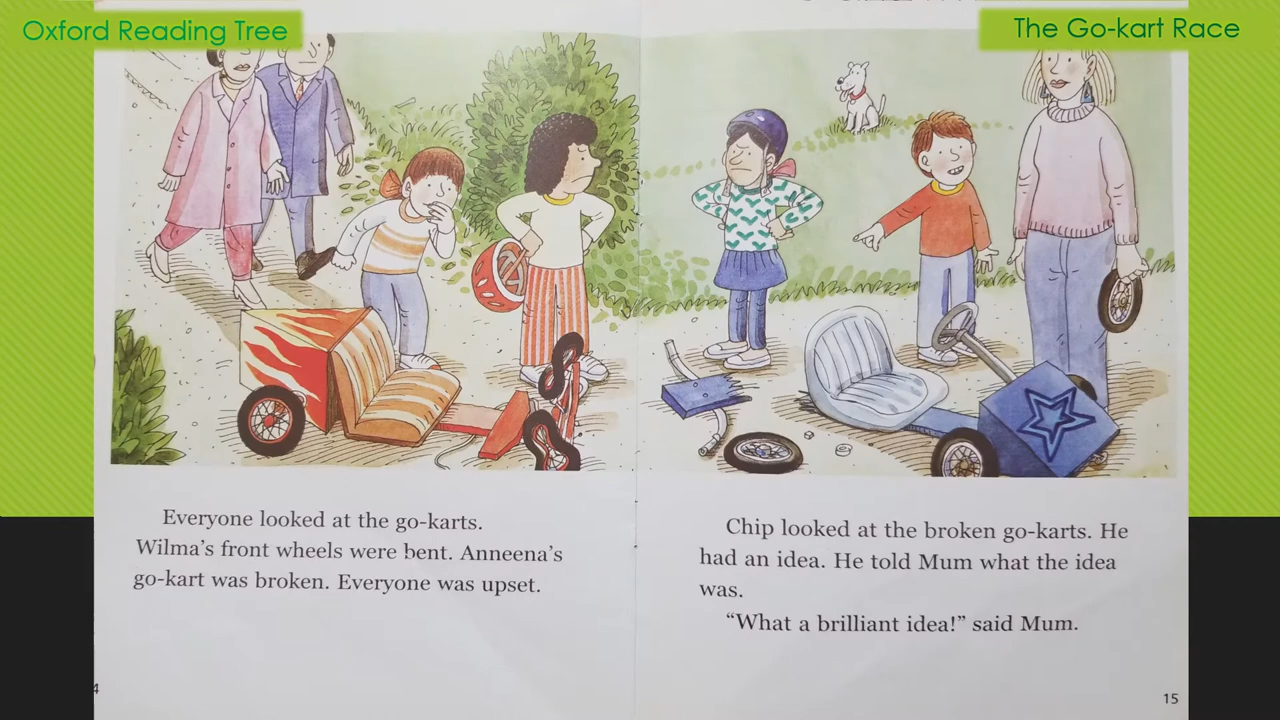 Oxford Reading Tree
The Go-kart Race
Everyone looked at the go-karts.
Wilma's front wheels were bent. Anneena's
go-kart was broken. Everyone was upset.
4
Chip looked at the broken go-karts. He
had an idea. He told Mum what the idea
was.
“What a brilliant idea!” said Mum.
15